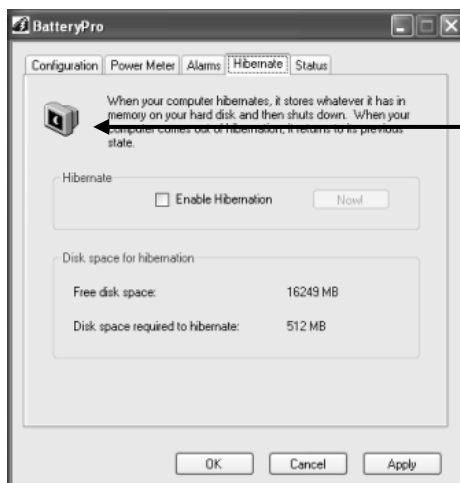 BatteryPro
Configuration Power Meter Alarms Hibernate Status
When your computer hibernates, it stores whatever it has in
memory on your hard disk and then shuts down. When your
computer comes out of hibernation, it returns to its previous
state.
Hibernate
Enable Hibernation Now!
Disk space for hibernation
Free disk space: 16249 MB
Disk space required to hibernate: 512 MB
OK Cancel Apply